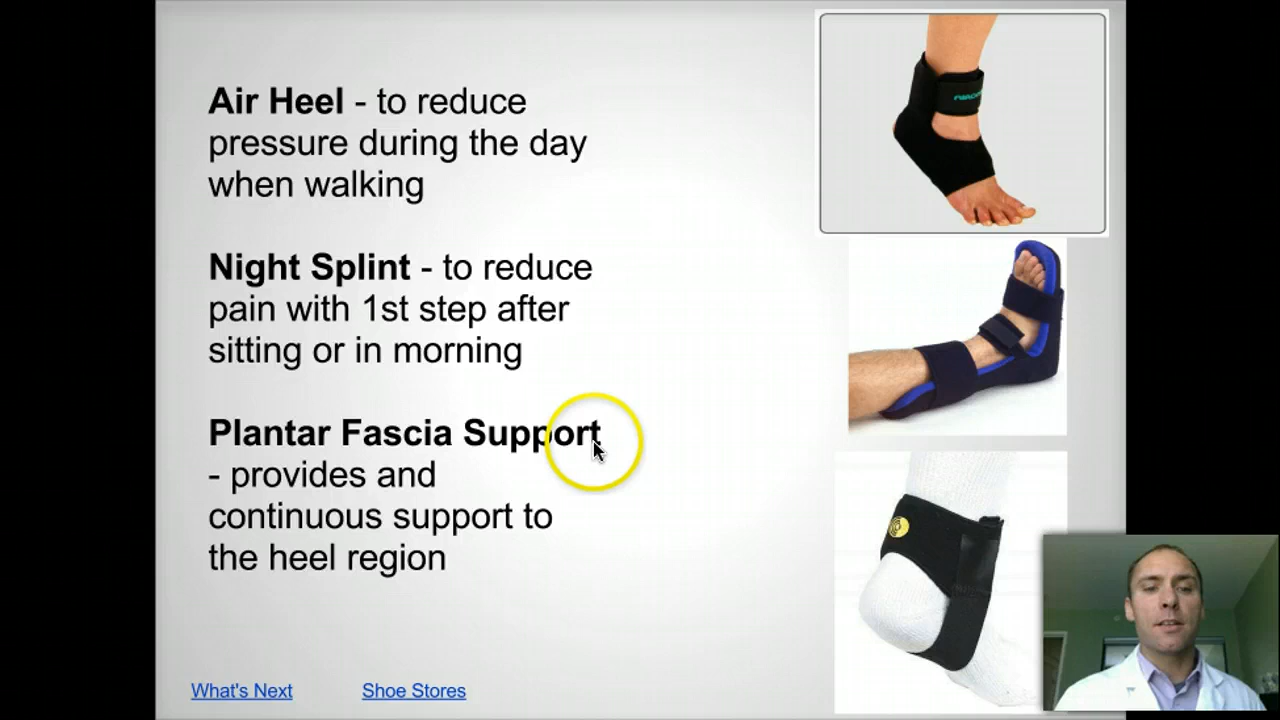 Air Heel - to reduce
pressure during the day
when walking
Night Splint - to reduce
pain with 1st step after
sitting or in morning
Plantar Fascia Support
- provides and
continuous support to
the heel region
What's Next
Shoe Stores